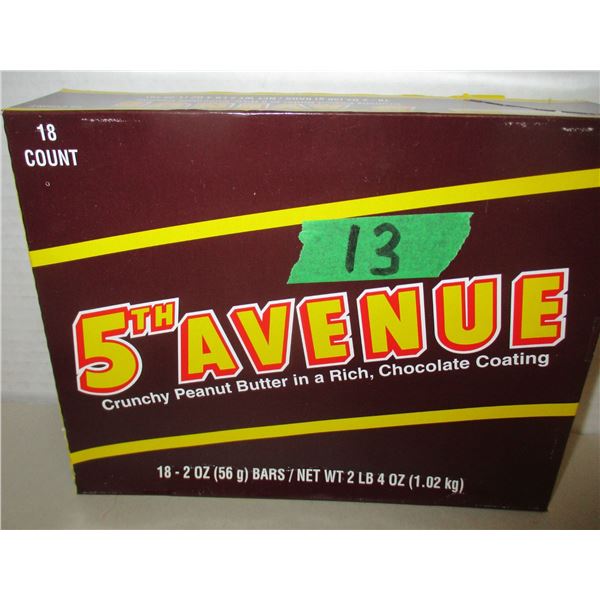 18
COUNT
13
5TH AVENUE
Crunchy Peanut Butter in a Rich, Chocolate Coating
18 - 2 OZ (56 g) BARS / NET WT 2 LB 4 OZ (1.02 kg)